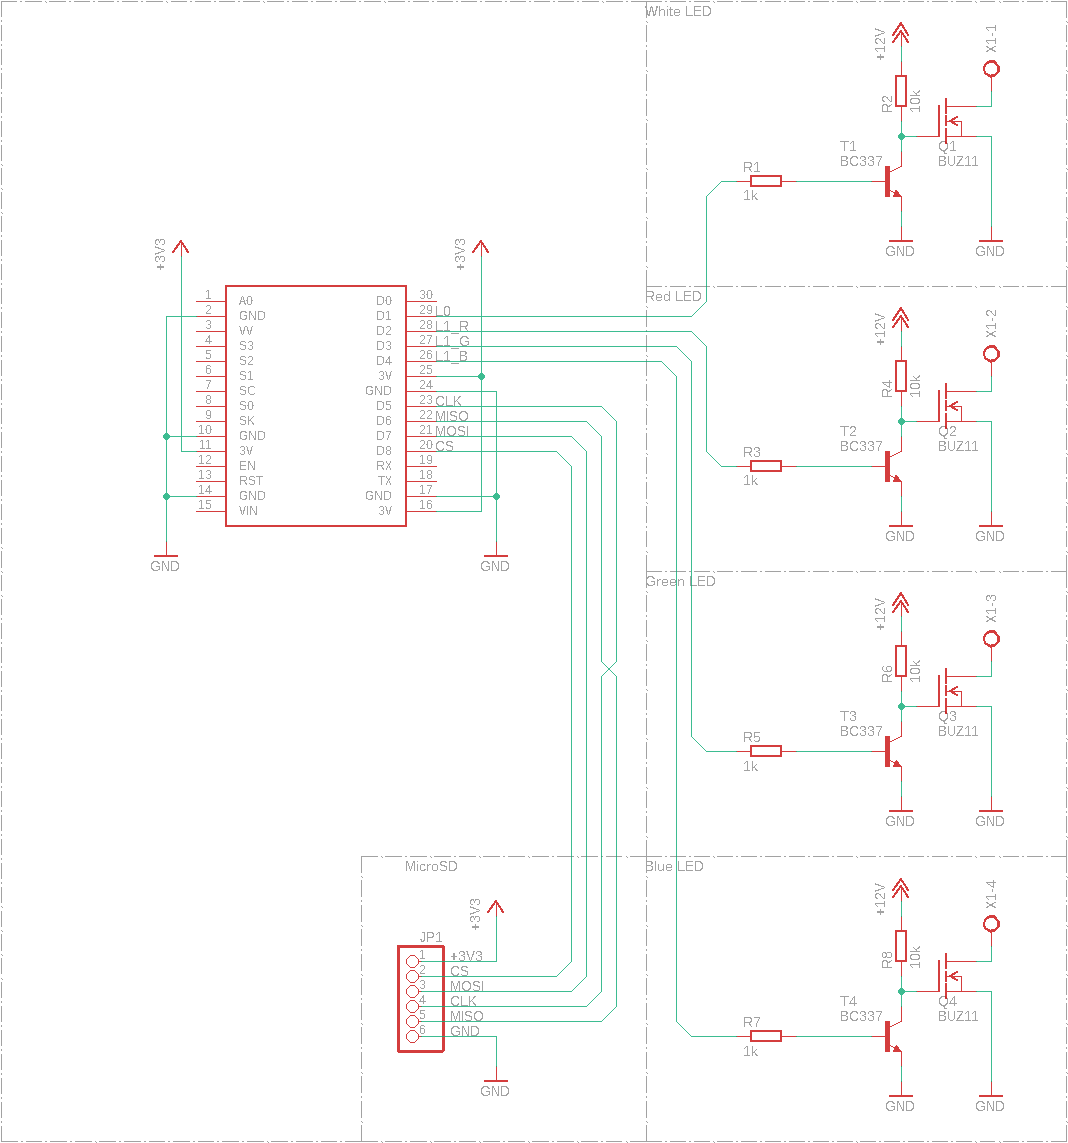 White LED
+12V
X1-1
R2
10k
T1
BC337
Q1
BUZ11
R1
1k
GND
GND
Red LED
+12V
X1-2
R4
10k
T2
BC337
Q2
BUZ11
R3
1k
GND
GND
Green LED
+12V
X1-3
R6
10k
T3
BC337
Q3
BUZ11
R5
1k
GND
GND
Blue LED
+12V
X1-4
R8
10k
T4
BC337
Q4
BUZ11
R7
1k
GND
GND
+3V3
+3V3
1 A0 D0 30
2 GND D1 29 L0
3 VV D2 28 L1_R
4 S3 D3 27 L1_G
5 S2 D4 26 L1_B
6 S1 3V 25
7 SC GND 24
8 S0 D5 23 CLK
9 SK D6 22 MISO
10 GND D7 21 MOSI
11 3V D8 20 CS
12 EN RX 19
13 RST TX 18
14 GND GND 17
15 VIN 3V 16
GND
GND
MicroSD
+3V3
JP1
1 +3V3
2 CS
3 MOSI
4 CLK
5 MISO
6 GND
GND